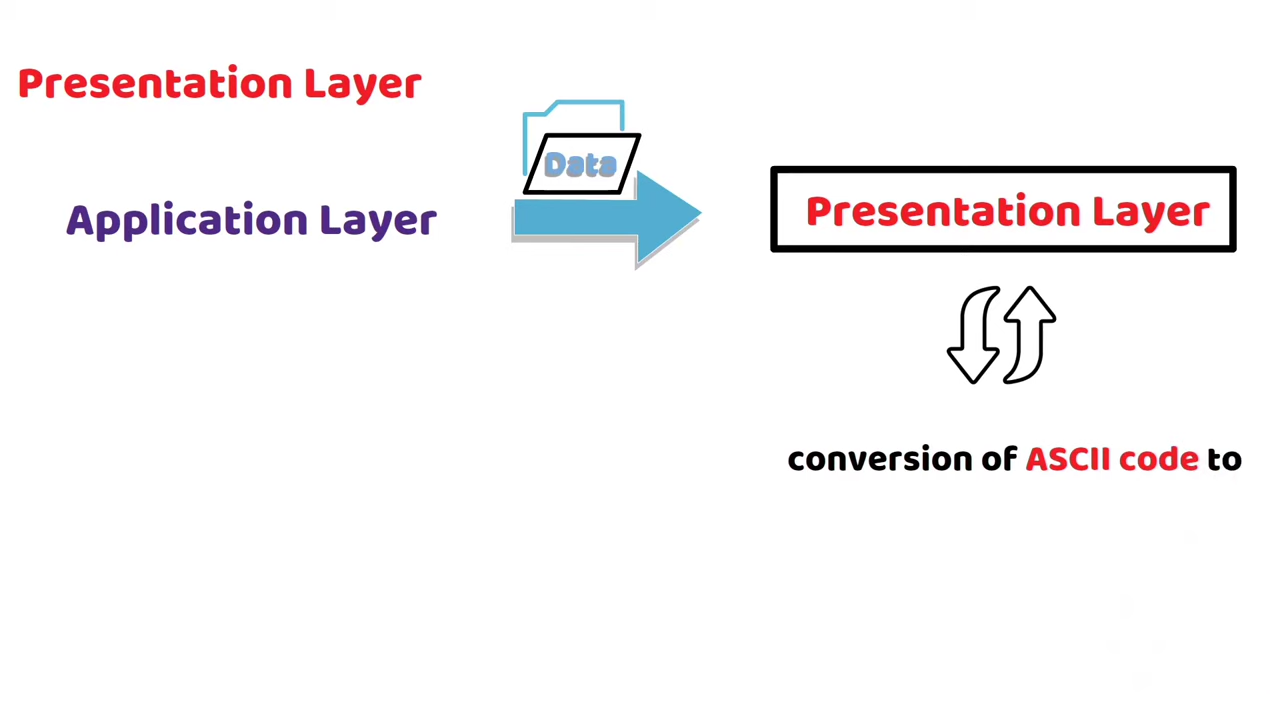 Presentation Layer
Data
Application Layer
Presentation Layer
conversion of ASCII code to